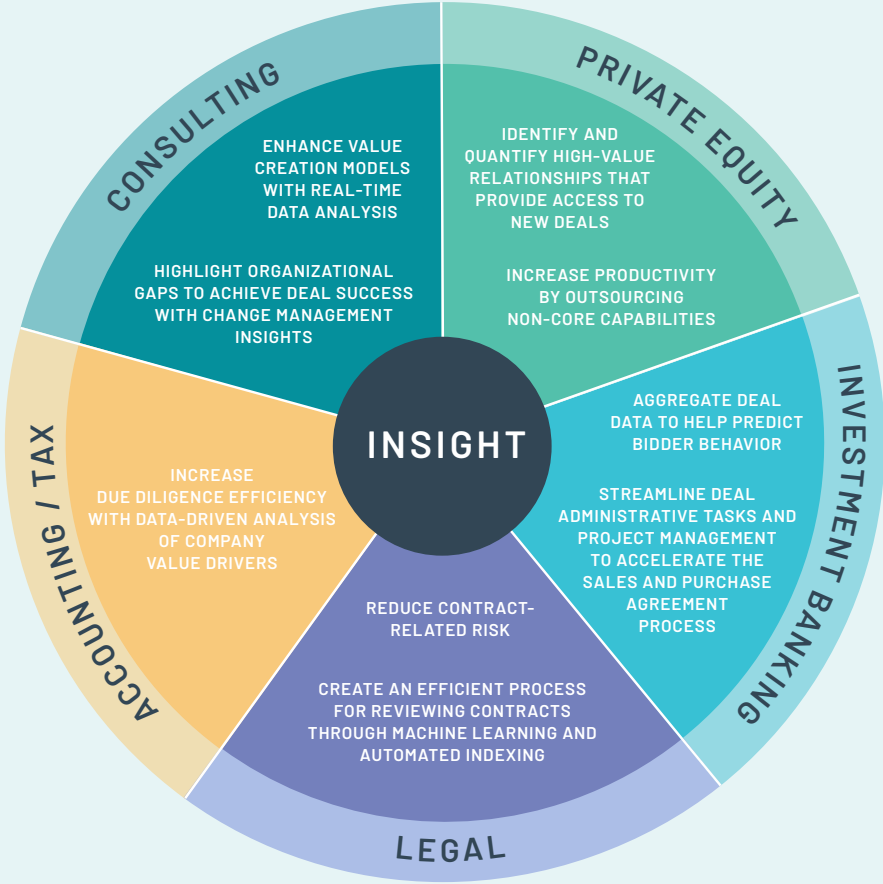 CONSULTING
ENHANCE VALUE
CREATION MODELS
WITH REAL-TIME
DATA ANALYSIS
HIGHLIGHT ORGANIZATIONAL
GAPS TO ACHIEVE DEAL SUCCESS
WITH CHANGE MANAGEMENT
INSIGHTS
PRIVATE EQUITY
IDENTIFY AND
QUANTIFY HIGH-VALUE
RELATIONSHIPS THAT
PROVIDE ACCESS TO
NEW DEALS
INCREASE PRODUCTIVITY
BY OUTSOURCING
NON-CORE CAPABILITIES
INVESTMENT BANKING
AGGREGATE DEAL
DATA TO HELP PREDICT
BIDDER BEHAVIOR
STREAMLINE DEAL
ADMINISTRATIVE TASKS AND
PROJECT MANAGEMENT
TO ACCELERATE THE
SALES AND PURCHASE
AGREEMENT
PROCESS
INSIGHT
ACCOUNTING / TAX
INCREASE
DUE DILIGENCE EFFICIENCY
WITH DATA-DRIVEN ANALYSIS
OF COMPANY
VALUE DRIVERS
REDUCE CONTRACT-
RELATED RISK
CREATE AN EFFICIENT PROCESS
FOR REVIEWING CONTRACTS
THROUGH MACHINE LEARNING AND
AUTOMATED INDEXING
LEGAL